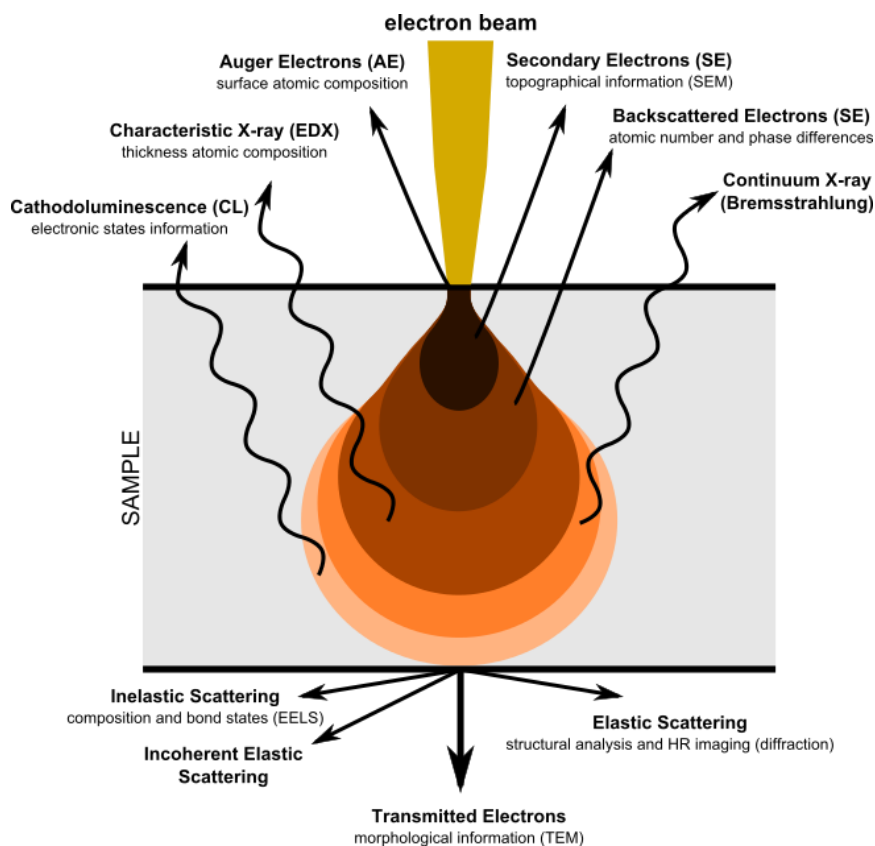 electron beam
Auger Electrons (AE)
surface atomic composition
Secondary Electrons (SE)
topographical information (SEM)
Characteristic X-ray (EDX)
thickness atomic composition
Backscattered Electrons (SE)
atomic number and phase differences
Cathodoluminescence (CL)
electronic states information
Continuum X-ray
(Bremsstrahlung)
SAMPLE
Inelastic Scattering
composition and bond states (EELS)
Incoherent Elastic
Scattering
Elastic Scattering
structural analysis and HR imaging (diffraction)
Transmitted Electrons
morphological information (TEM)